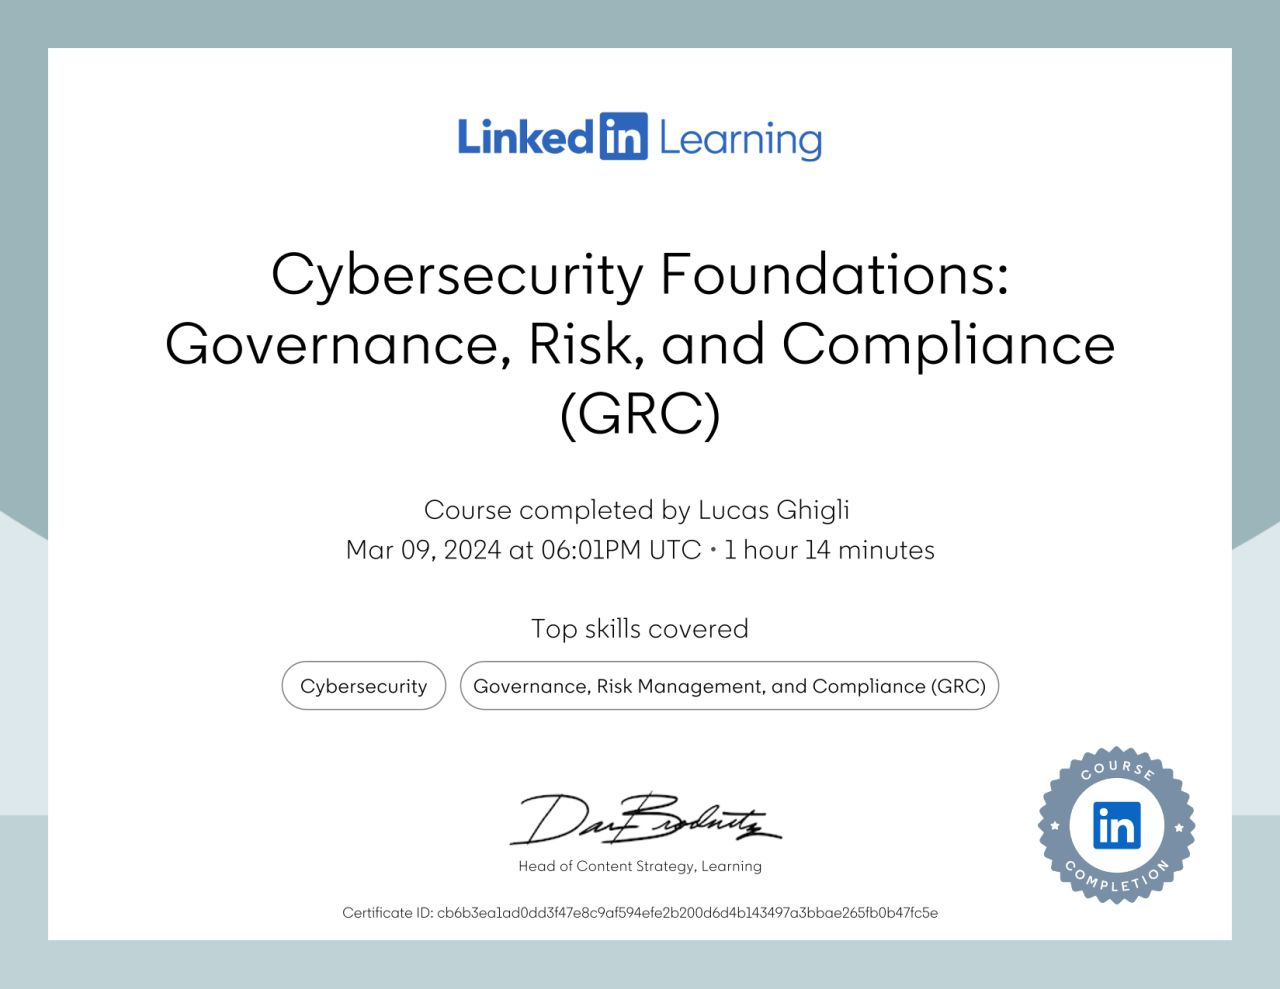 Linked in Learning
Cybersecurity Foundations:
Governance, Risk, and Compliance
(GRC)
Course completed by Lucas Ghigli
Mar 09, 2024 at 06:01PM UTC • 1 hour 14 minutes
Top skills covered
Cybersecurity
Governance, Risk Management, and Compliance (GRC)
Dan Brodnitz
Head of Content Strategy, Learning
COURSE
in
COMPLETION
Certificate ID: cb6b3ea1ad0dd3f47e8c9af594efe2b200d6d4b143497a3bbae265fb0b47fc5e